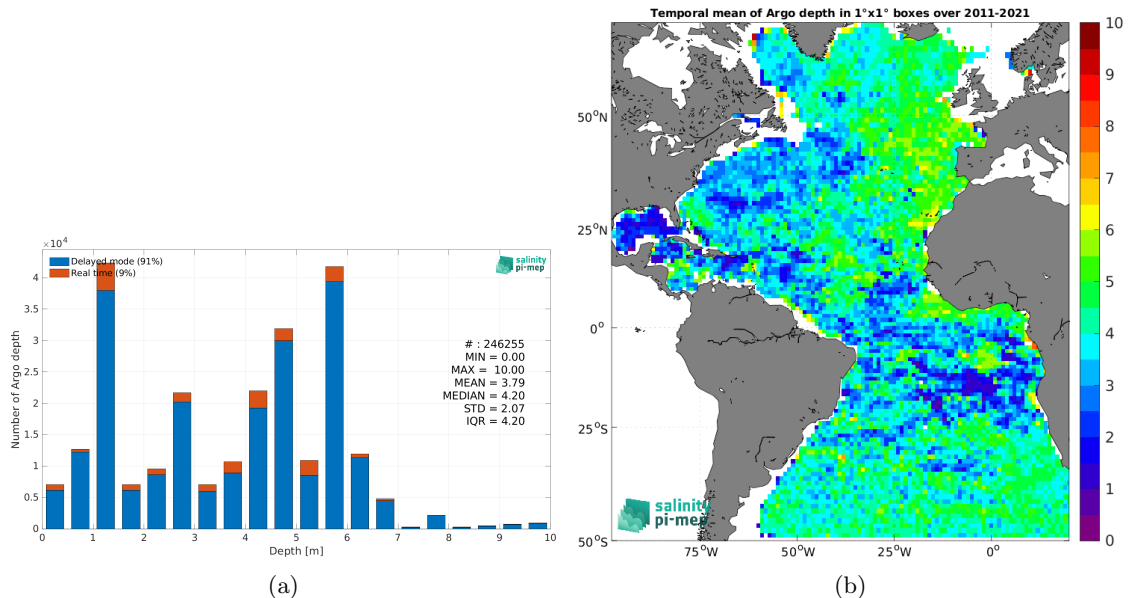 ×10⁴
Delayed mode (91%)
Real time (9%)
salinity
pi-mep
4
3.5
3
2.5
2
1.5
1
0.5
0
Number of Argo depth
# : 246255
MIN = 0.00
MAX = 10.00
MEAN = 3.79
MEDIAN = 4.20
STD = 2.07
IQR = 4.20
0 1 2 3 4 5 6 7 8 9 10
Depth [m]
(a)
Temporal mean of Argo depth in 1°x1° boxes over 2011-2021
50°N
25°N
0°
25°S
50°S
salinity
pi-mep
75°W 50°W 25°W 0°
10
9
8
7
6
5
4
3
2
1
0
(b)